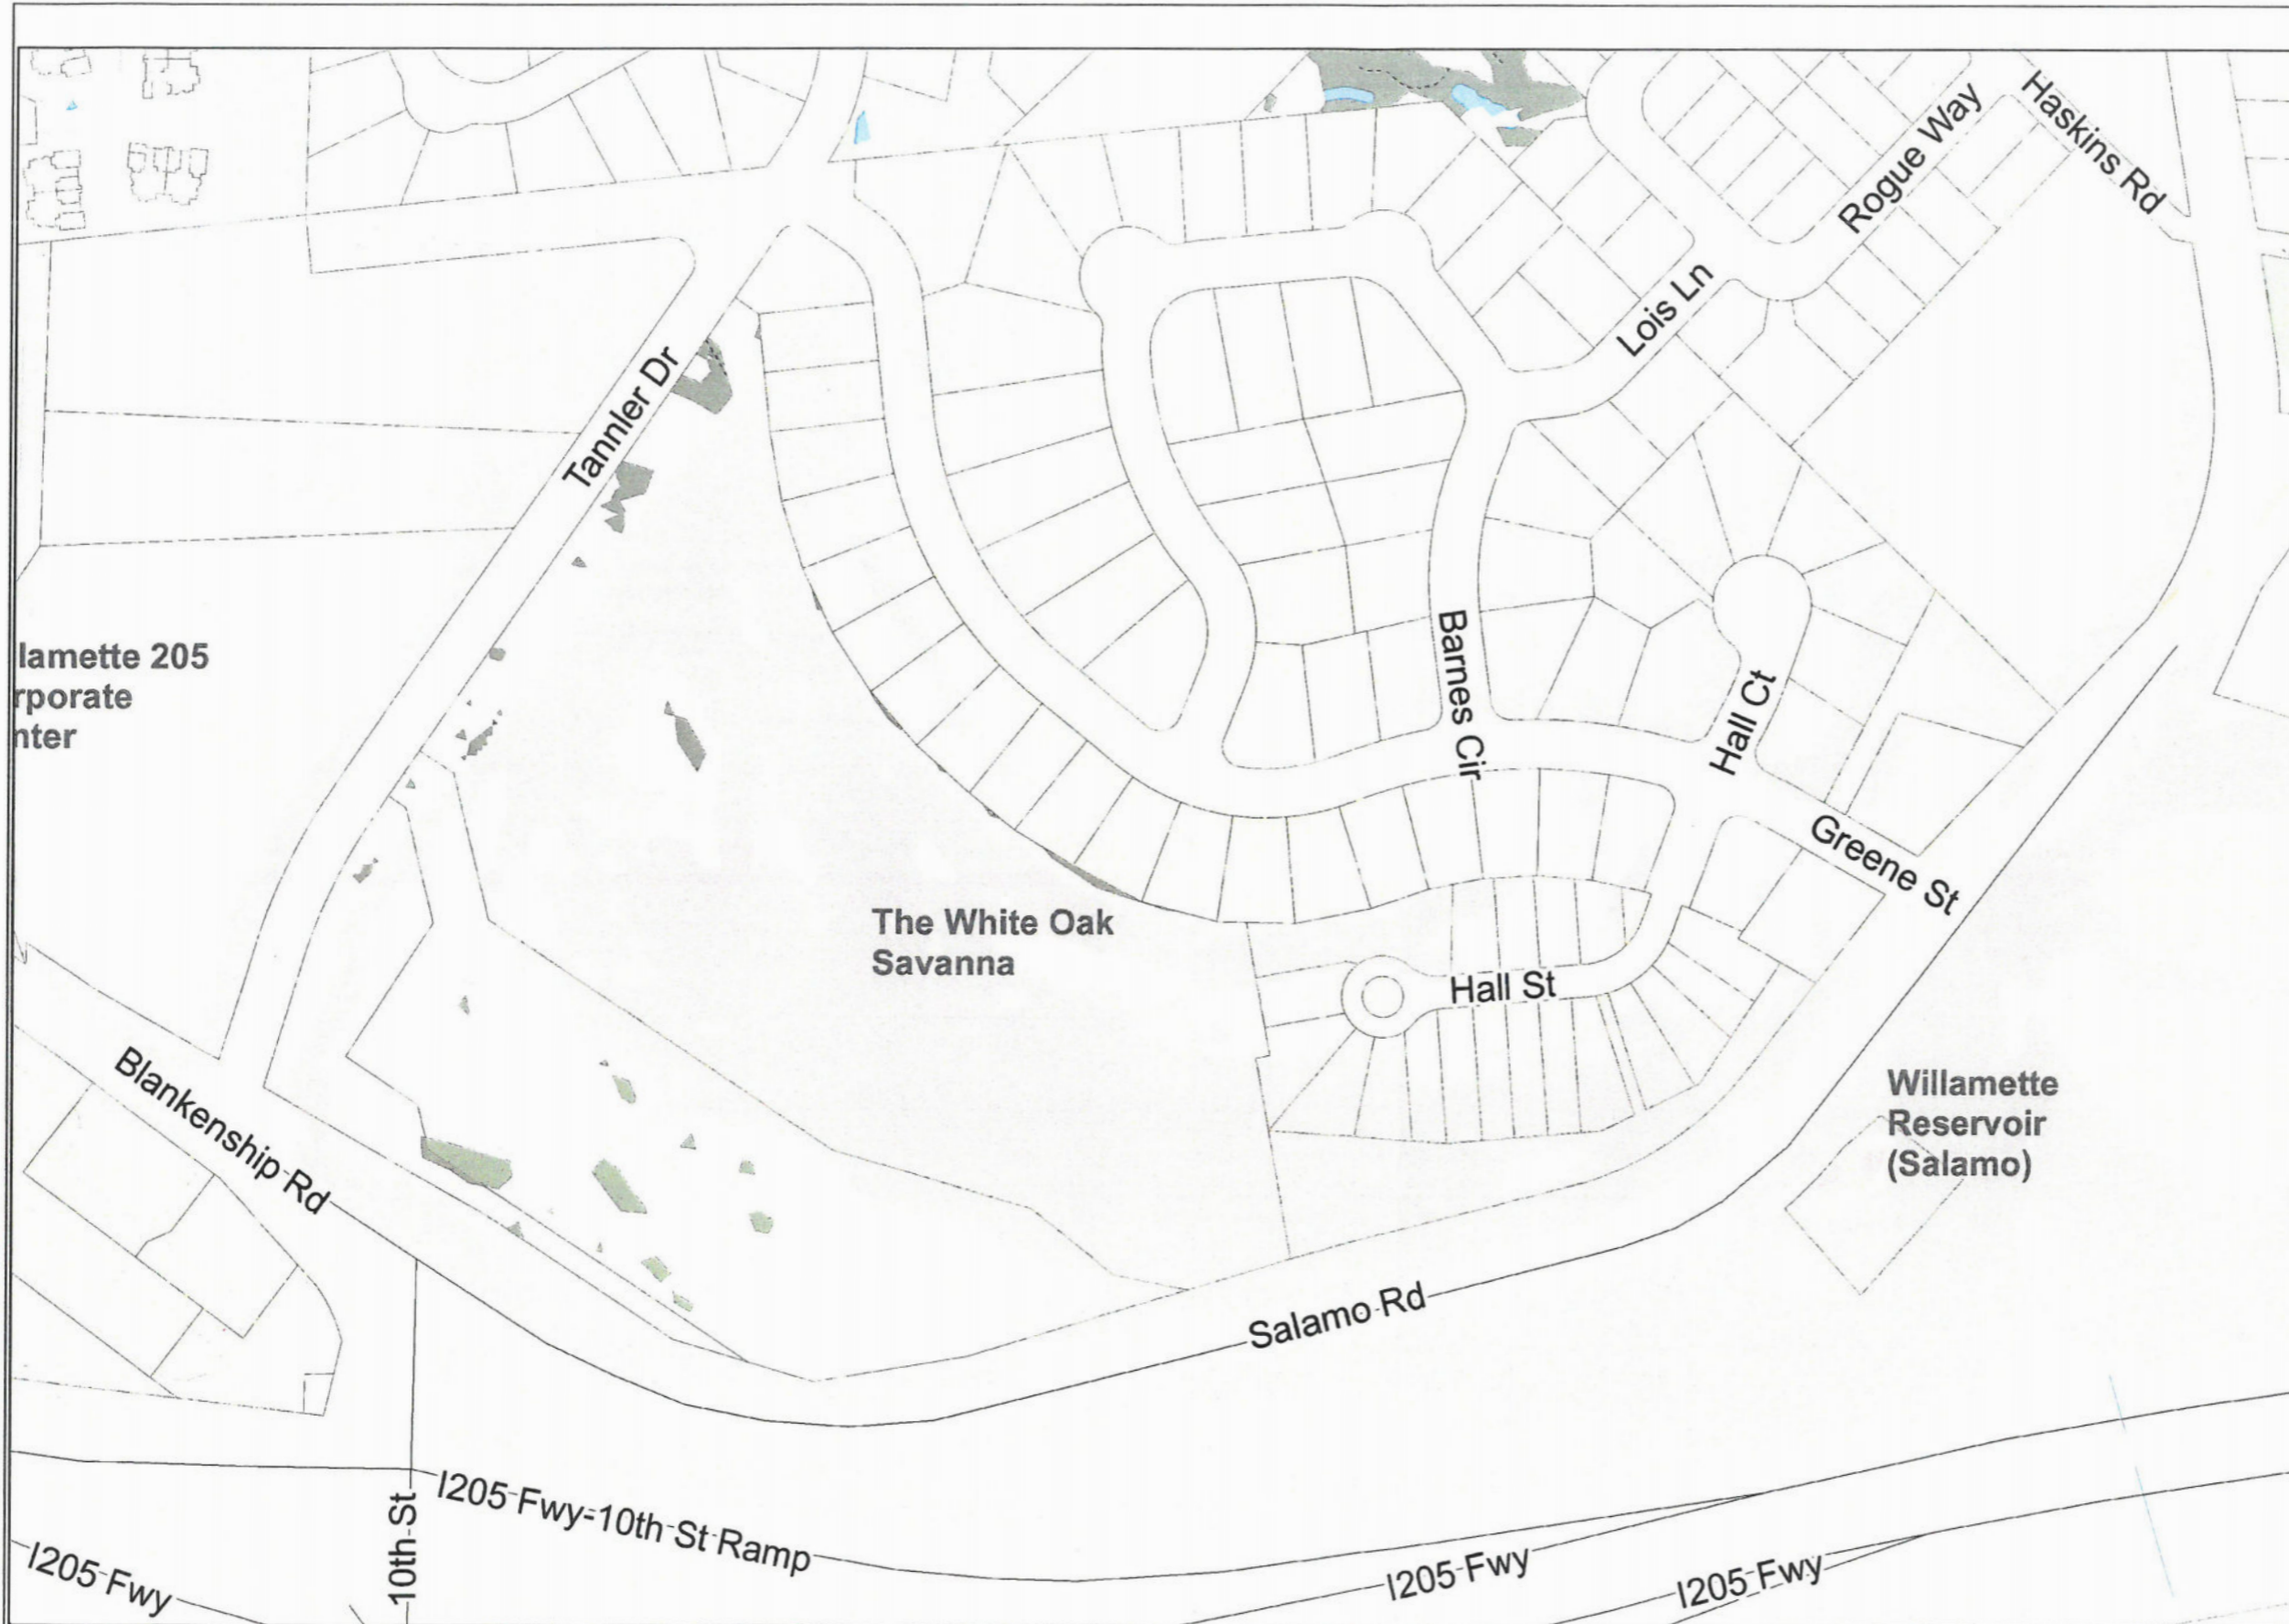 Haskins Rd
Rogue Way
Lois Ln
Tannler Dr
lamette 205
rporate
nter
Barnes Cir
Hall Ct
Greene St
The White Oak
Savanna
Hall St
Blankenship Rd
Willamette
Reservoir
(Salamo)
Salamo Rd
I205 Fwy-10th St Ramp
10th St
I205 Fwy
I205 Fwy
I205 Fwy